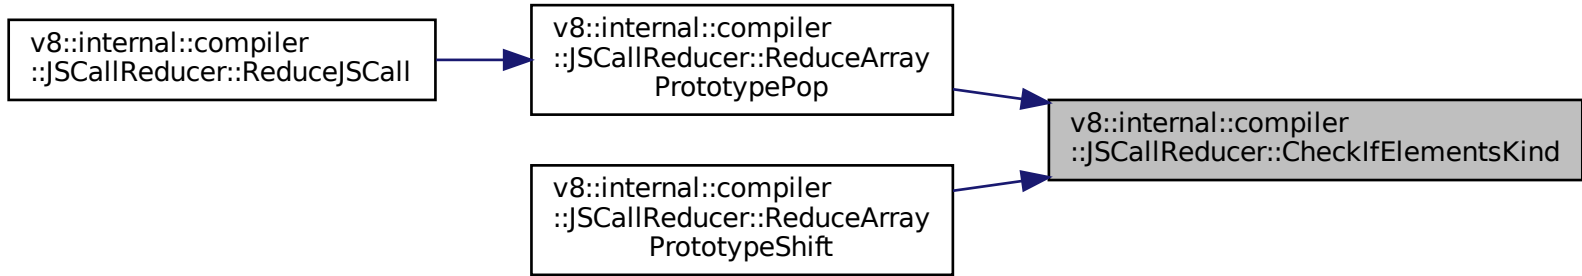 v8::internal::compiler
::JSCallReducer::ReduceJSCall
v8::internal::compiler
::JSCallReducer::ReduceArray
PrototypePop
v8::internal::compiler
::JSCallReducer::ReduceArray
PrototypeShift
v8::internal::compiler
::JSCallReducer::CheckIfElementsKind